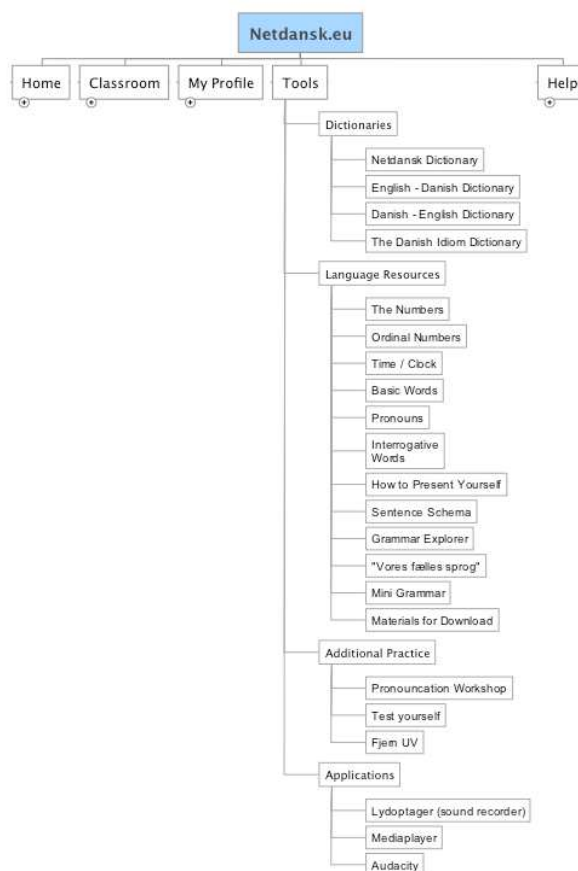 Netdansk.eu
Home
Classroom
My Profile
Tools
Help
Dictionaries
Netdansk Dictionary
English - Danish Dictionary
Danish - English Dictionary
The Danish Idiom Dictionary
Language Resources
The Numbers
Ordinal Numbers
Time / Clock
Basic Words
Pronouns
Interrogative
Words
How to Present Yourself
Sentence Schema
Grammar Explorer
"Vores fælles sprog"
Mini Grammar
Materials for Download
Additional Practice
Pronouncation Workshop
Test yourself
Fjern UV
Applications
Lydoptager (sound recorder)
Mediaplayer
Audacity